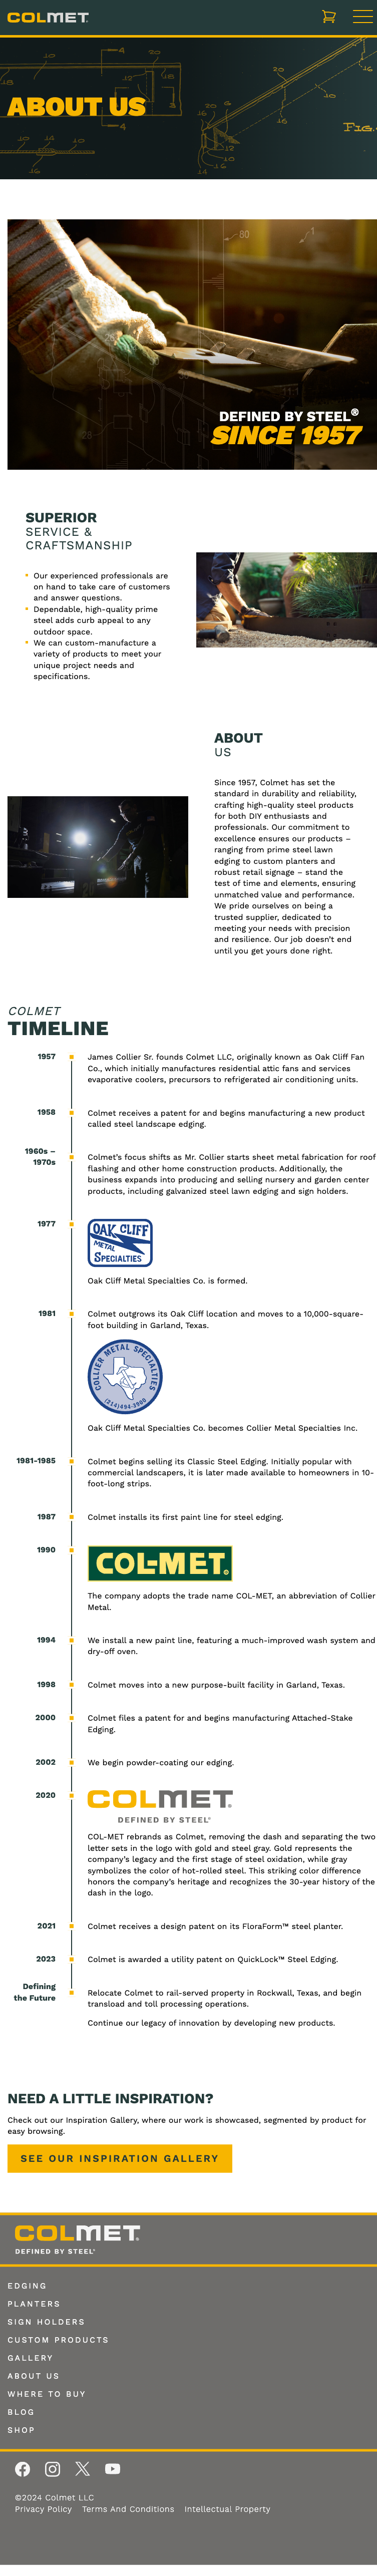 COLMET
ABOUT US
FIG.
DEFINED BY STEEL®
SINCE 1957
SUPERIOR
SERVICE &
CRAFTSMANSHIP
Our experienced professionals are
on hand to take care of customers
and answer questions.
Dependable, high-quality prime
steel adds curb appeal to any
outdoor space.
We can custom-manufacture a
variety of products to meet your
unique project needs and
specifications.
ABOUT
US
Since 1957, Colmet has set the
standard in durability and reliability,
crafting high-quality steel products
for both DIY enthusiasts and
professionals. Our commitment to
excellence ensures our products –
ranging from prime steel lawn
edging to custom planters and
robust retail signage – stand the
test of time and elements, ensuring
unmatched value and performance.
We pride ourselves on being a
trusted supplier, dedicated to
meeting your needs with precision
and resilience. Our job doesn’t end
until you get yours done right.
COLMET
TIMELINE
1957
James Collier Sr. founds Colmet LLC, originally known as Oak Cliff Fan
Co., which initially manufactures residential attic fans and services
evaporative coolers, precursors to refrigerated air conditioning units.
1958
Colmet receives a patent for and begins manufacturing a new product
called steel landscape edging.
1960s –
1970s
Colmet’s focus shifts as Mr. Collier starts sheet metal fabrication for roof
flashing and other home construction products. Additionally, the
business expands into producing and selling nursery and garden center
products, including galvanized steel lawn edging and sign holders.
1977
OAK CLIFF
METAL
SPECIALTIES
Oak Cliff Metal Specialties Co. is formed.
1981
Colmet outgrows its Oak Cliff location and moves to a 10,000-square-
foot building in Garland, Texas.
COLLIER METAL SPECIALTIES
(214)494-3900
Oak Cliff Metal Specialties Co. becomes Collier Metal Specialties Inc.
1981-1985
Colmet begins selling its Classic Steel Edging. Initially popular with
commercial landscapers, it is later made available to homeowners in 10-
foot-long strips.
1987
Colmet installs its first paint line for steel edging.
1990
COL-MET®
The company adopts the trade name COL-MET, an abbreviation of Collier
Metal.
1994
We install a new paint line, featuring a much-improved wash system and
dry-off oven.
1998
Colmet moves into a new purpose-built facility in Garland, Texas.
2000
Colmet files a patent for and begins manufacturing Attached-Stake
Edging.
2002
We begin powder-coating our edging.
2020
COLMET®
DEFINED BY STEEL®
COL-MET rebrands as Colmet, removing the dash and separating the two
letter sets in the logo with gold and steel gray. Gold represents the
company’s legacy and the first stage of steel oxidation, while gray
symbolizes the color of hot-rolled steel. This striking color difference
honors the company’s heritage and recognizes the 30-year history of the
dash in the logo.
2021
Colmet receives a design patent on its FloraForm™ steel planter.
2023
Colmet is awarded a utility patent on QuickLock™ Steel Edging.
Defining
the Future
Relocate Colmet to rail-served property in Rockwall, Texas, and begin
transload and toll processing operations.
Continue our legacy of innovation by developing new products.
NEED A LITTLE INSPIRATION?
Check out our Inspiration Gallery, where our work is showcased, segmented by product for
easy browsing.
SEE OUR INSPIRATION GALLERY
COLMET®
DEFINED BY STEEL®
EDGING
PLANTERS
SIGN HOLDERS
CUSTOM PRODUCTS
GALLERY
ABOUT US
WHERE TO BUY
BLOG
SHOP
©2024 Colmet LLC
Privacy Policy Terms And Conditions Intellectual Property